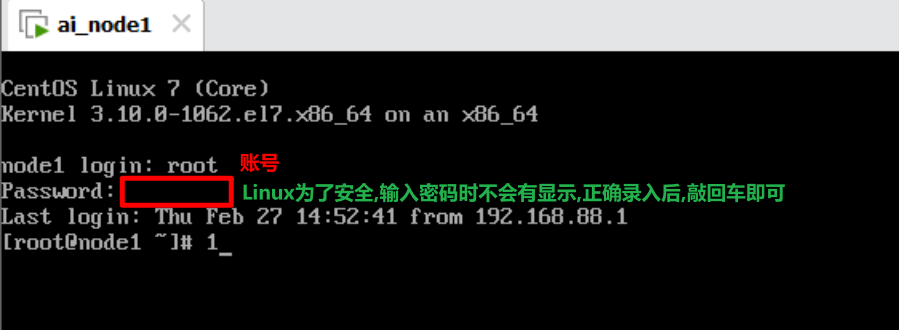 ai_node1
CentOS Linux 7 (Core)
Kernel 3.10.0-1062.el7.x86_64 on an x86_64
node1 login: root 账号
Password: Linux为了安全,输入密码时不会有显示,正确录入后,敲回车即可
Last login: Thu Feb 27 14:52:41 from 192.168.88.1
[root@node1 ~]# 1_